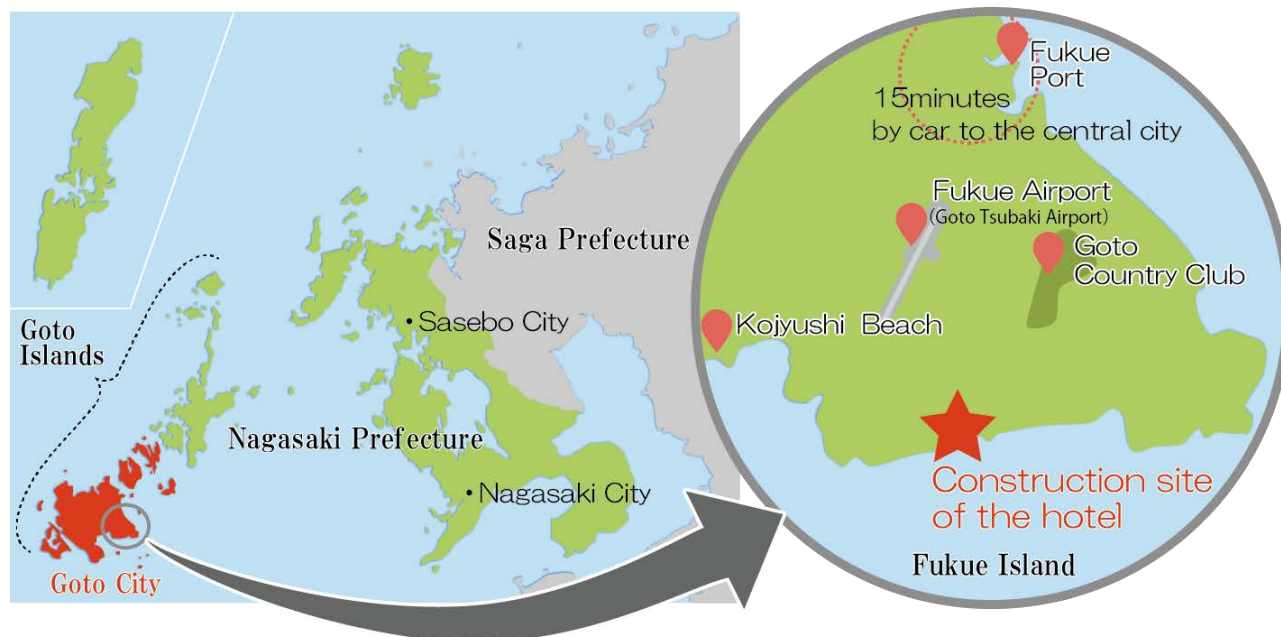 Goto
Islands
Saga Prefecture
Sasebo City
Nagasaki Prefecture
Nagasaki City
Goto City
Fukue
Port
15minutes
by car to the central city
Fukue Airport
(Goto Tsubaki Airport)
Goto
Country Club
Kojyushi Beach
Construction site
of the hotel
Fukue Island